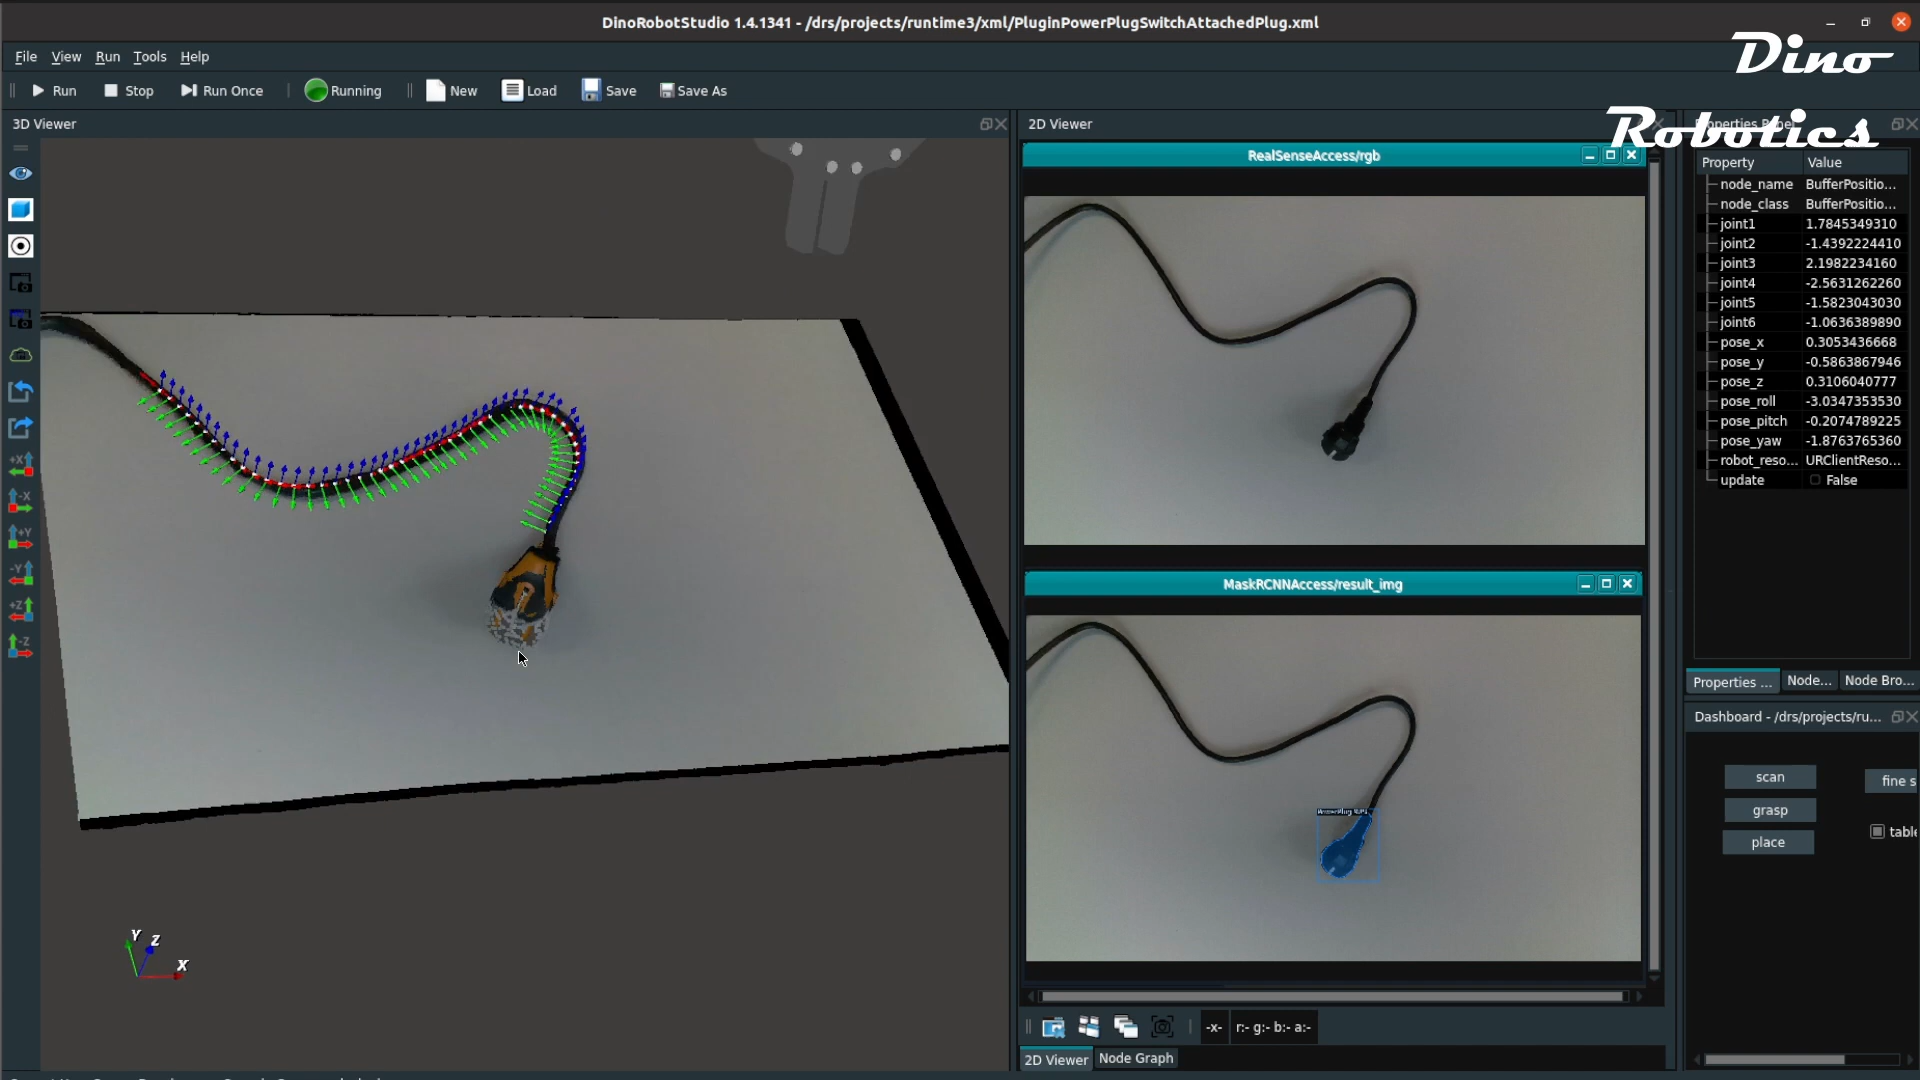 DinoRobotStudio 1.4.1341 - /drs/projects/runtime3/xml/PluginPowerPlugSwitchAttachedPlug.xml
Dino
Robotics
File View Run Tools Help
Run Stop Run Once Running New Load Save Save As
3D Viewer
+X
-X
+Y
-Y
+Z
-Z
Y Z X
2D Viewer
RealSenseAccess/rgb
MaskRCNNAccess/result_img
-x-
r:- g:- b:- a:-
2D Viewer Node Graph
Property Value
node_name BufferPositio...
node_class BufferPositio...
joint1 1.7845349310
joint2 -1.4392224410
joint3 2.1982234160
joint4 -2.5631262260
joint5 -1.5823043030
joint6 -1.0636389890
pose_x 0.3053436668
pose_y -0.5863867946
pose_z 0.3106040777
pose_roll -3.0347353530
pose_pitch -0.2074789225
pose_yaw -1.8763765360
robot_reso... URClientReso...
update False
Properties ... Node... Node Bro...
Dashboard - /drs/projects/ru...
scan
fine s
grasp
table
place